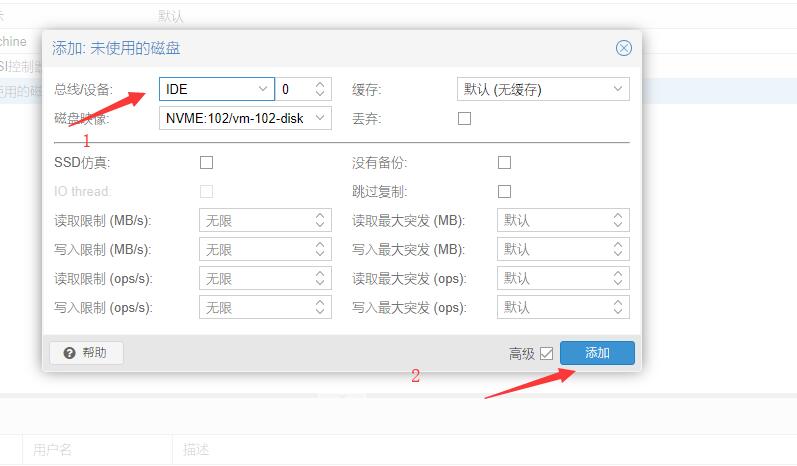 默认
chine
添加: 未使用的磁盘
SI控制器
总线/设备: IDE 0 缓存: 默认 (无缓存)
使用的磁
磁盘映像: NVME:102/vm-102-disk 丢弃:
1
SSD仿真: 没有备份:
IO thread: 跳过复制:
读取限制 (MB/s): 无限 读取最大突发 (MB): 默认
写入限制 (MB/s): 无限 写入最大突发 (MB): 默认
读取限制 (ops/s): 无限 读取最大突发 (ops): 默认
写入限制 (ops/s): 无限 写入最大突发 (ops): 默认
帮助 高级 添加
2
用户名 描述